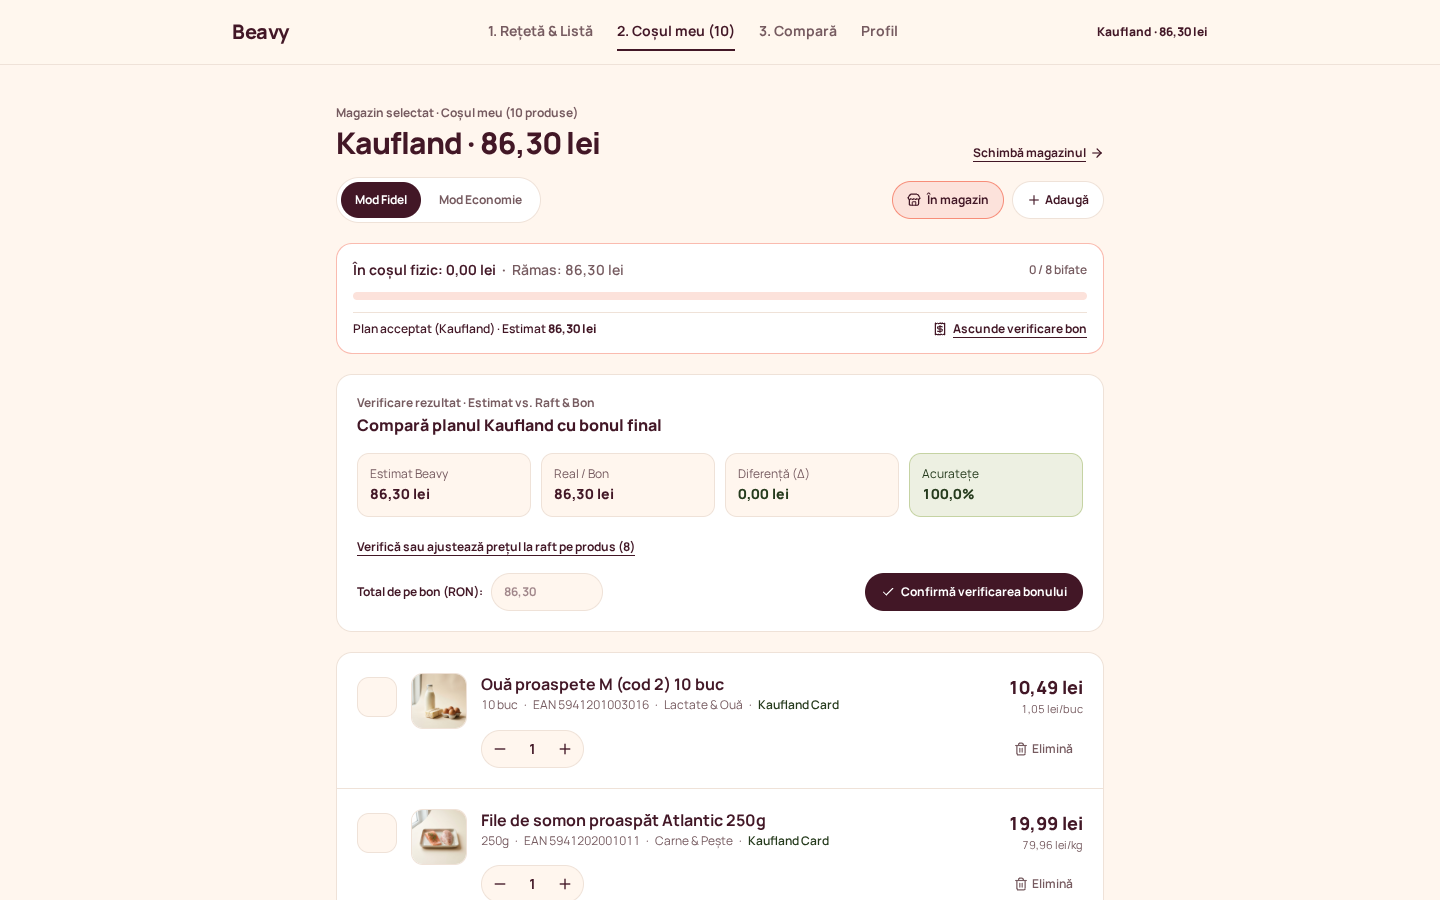 Beavy
1. Rețetă & Listă
2. Coșul meu (10)
3. Compară
Profil
Kaufland · 86,30 lei
Magazin selectat · Coșul meu (10 produse)
Kaufland · 86,30 lei
Schimbă magazinul →
Mod Fidel
Mod Economie
În magazin
Adaugă
În coșul fizic: 0,00 lei · Rămas: 86,30 lei
0 / 8 bifate
Plan acceptat (Kaufland) · Estimat 86,30 lei
Ascunde verificare bon
Verificare rezultat · Estimat vs. Raft & Bon
Compară planul Kaufland cu bonul final
Estimat Beavy
86,30 lei
Real / Bon
86,30 lei
Diferență (Δ)
0,00 lei
Acuratețe
100,0%
Verifică sau ajustează prețul la raft pe produs (8)
Total de pe bon (RON):
86,30
Confirmă verificarea bonului
Ouă proaspete M (cod 2) 10 buc
10 buc · EAN 5941201003016 · Lactate & Ouă · Kaufland Card
10,49 lei
1,05 lei/buc
1
Elimină
File de somon proaspăt Atlantic 250g
250g · EAN 5941202001011 · Carne & Pește · Kaufland Card
19,99 lei
79,96 lei/kg
1
Elimină